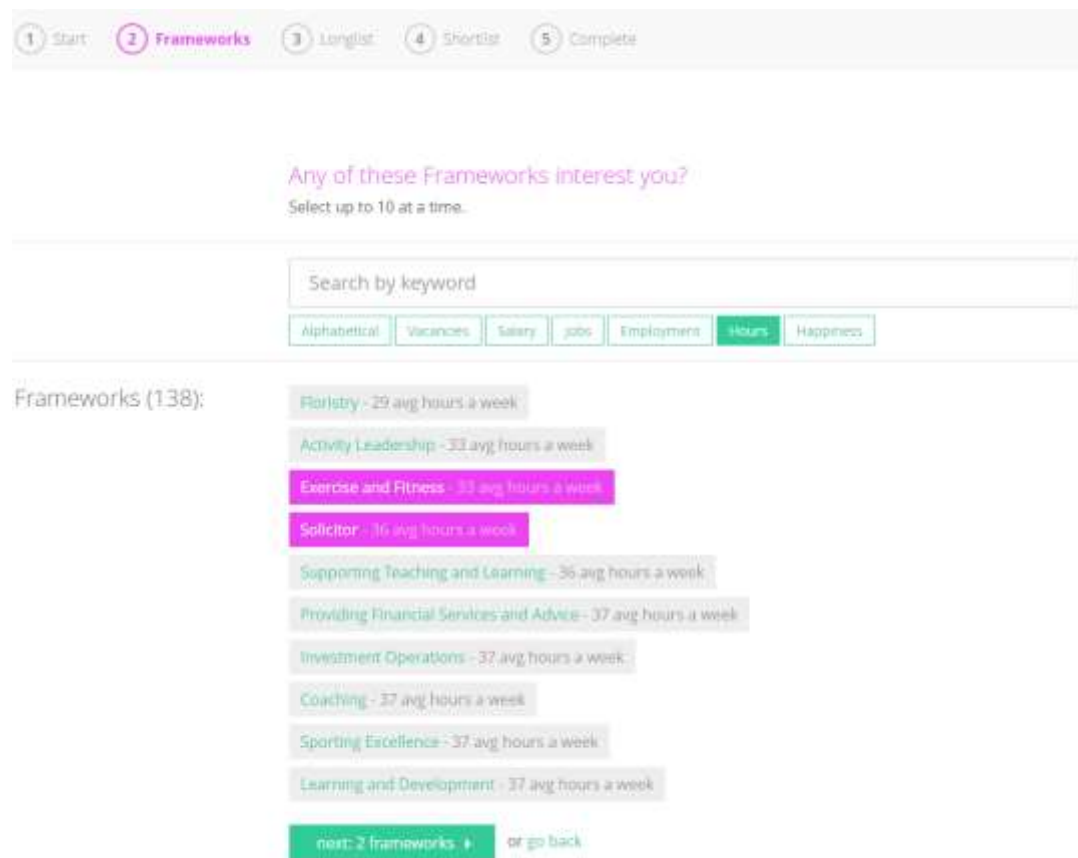 1 Start 2 Frameworks 3 Longlist 4 Shortlist 5 Complete
Any of these Frameworks interest you?
Select up to 10 at a time.
Search by keyword
Alphabetical Vacancies Salary Jobs Employment Hours Happiness
Frameworks (138):
Floristry - 29 avg hours a week
Activity Leadership - 33 avg hours a week
Exercise and Fitness - 33 avg hours a week
Solicitor - 36 avg hours a week
Supporting Teaching and Learning - 36 avg hours a week
Providing Financial Services and Advice - 37 avg hours a week
Investment Operations - 37 avg hours a week
Coaching - 37 avg hours a week
Sporting Excellence - 37 avg hours a week
Learning and Development - 37 avg hours a week
next: 2 frameworks or go back